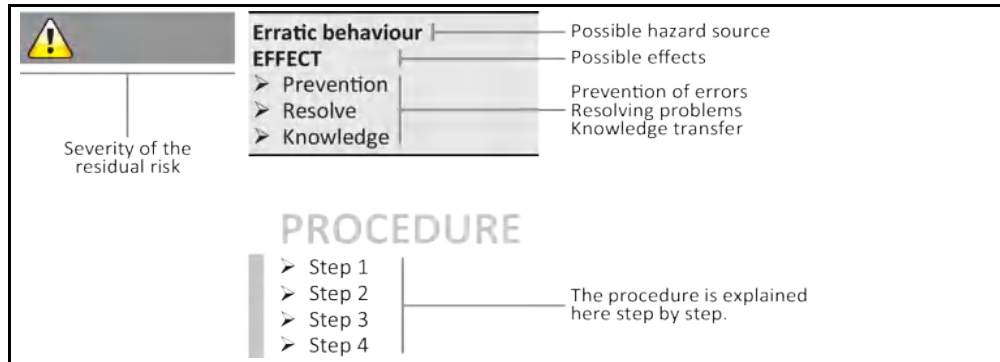 Erratic behaviour
Possible hazard source
EFFECT
Possible effects
➢ Prevention
➢ Resolve
➢ Knowledge
Prevention of errors
Resolving problems
Knowledge transfer
Severity of the
residual risk
PROCEDURE
➢ Step 1
➢ Step 2
➢ Step 3
➢ Step 4
The procedure is explained
here step by step.